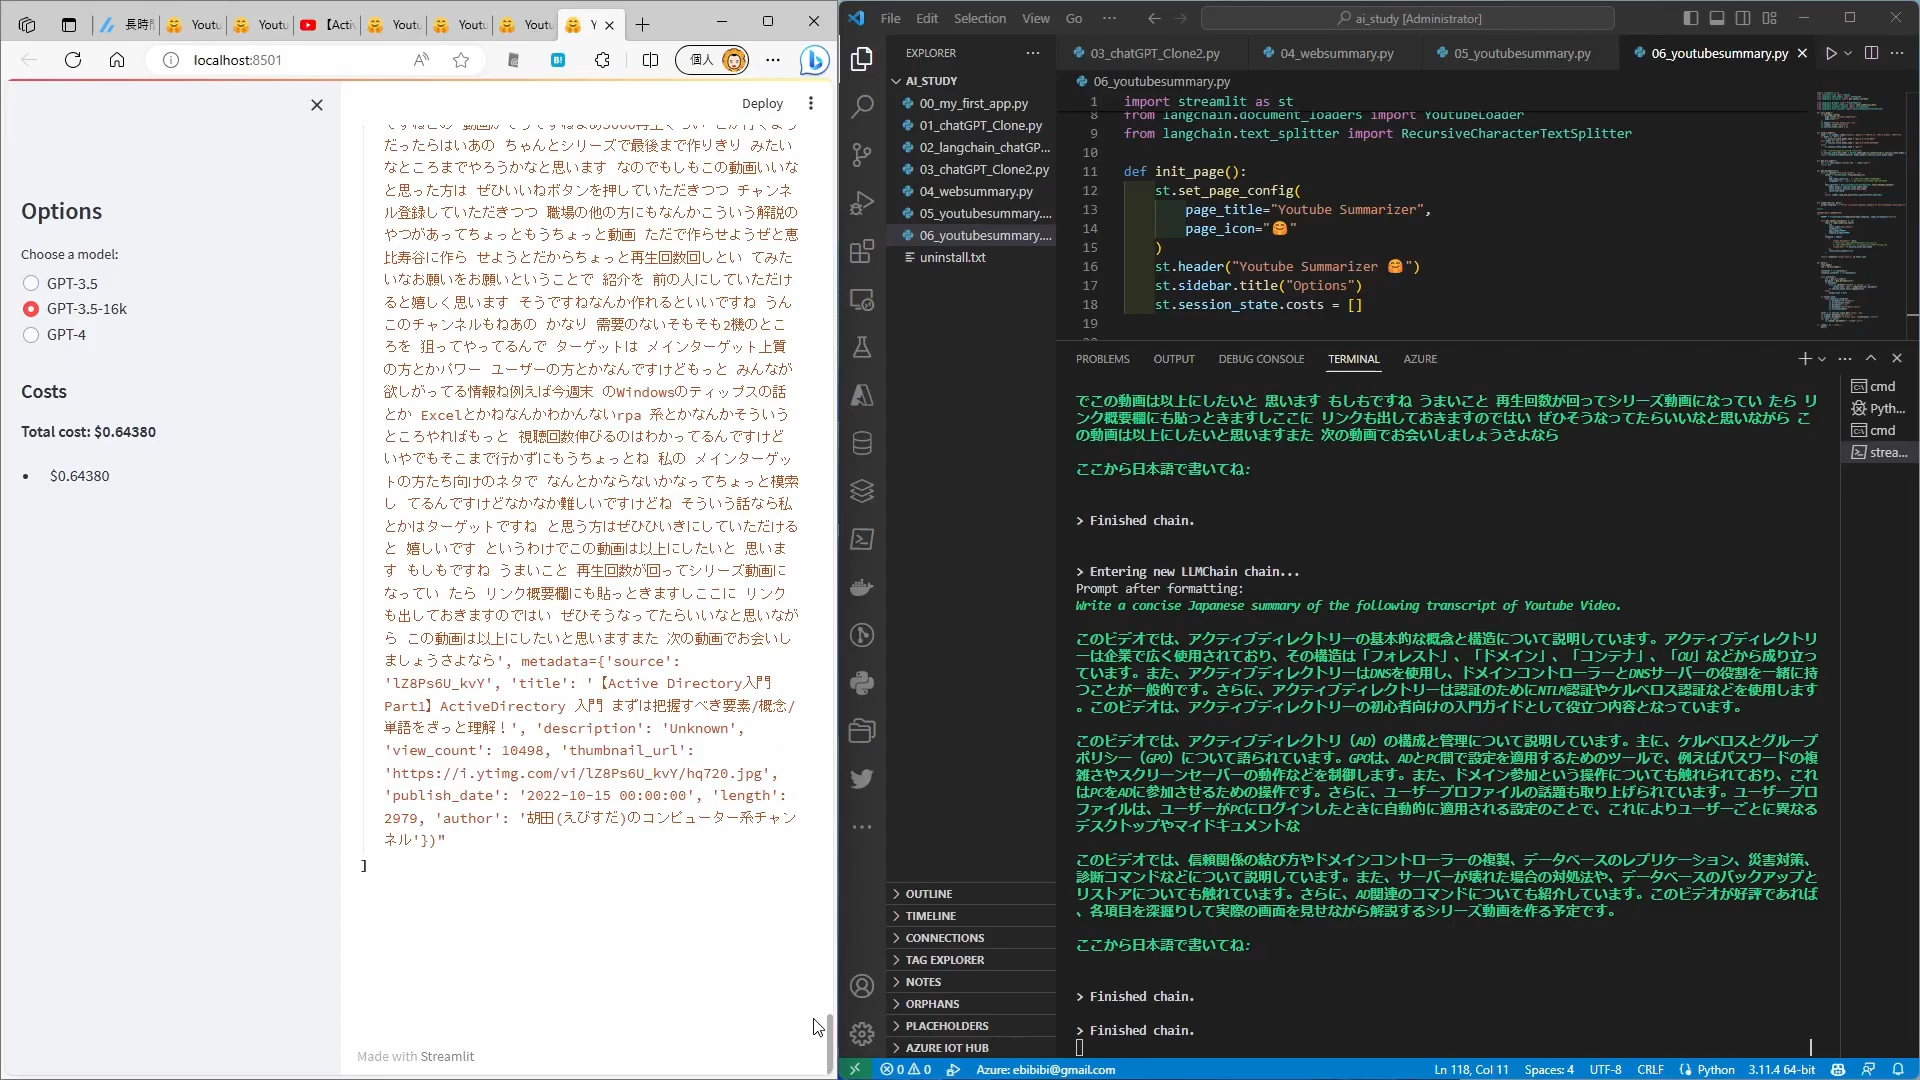 長時
Youtu
Youtu
【Acti
Youtu
Youtu
Youtu
Y
localhost:8501
個人
Deploy
Options
Choose a model:
GPT-3.5
GPT-3.5-16k
GPT-4
Costs
Total cost: $0.64380
$0.64380
だったらはいあの ちゃんとシリーズで最後まで作りきり みたい
なところまでやろうかなと思います なのでもしもこの動画いいな
と思った方は ぜひいいねボタンを押していただきつつ チャンネ
ル登録していただきつつ 職場の他の方にもなんかこういう解説の
やつがあってちょっともうちょっと動画 ただで作らせようぜと恵
比寿谷に作ら せようとだからちょっと再生回数回しとい てみた
いなお願いをお願いということで 紹介を 前の人にしていただけ
ると嬉しく思います そうですねなんか作れるといいですね うん
このチャンネルもねあの かなり 需要のないそもそも2機のとこ
ろを 狙ってやってるんで ターゲットは メインターゲット上質
の方とかパワー ユーザーの方とかなんですけどもっと みんなが
欲しがってる情報ね例えば今週末 のWindowsのティップスの話
とか Excelとかねなんかわかんないrpa 系とかなんかそういう
ところやればもっと 視聴回数伸びるのはわかってるんですけど
いやでもそこまで行かずにもうちょっとね 私の メインターゲッ
トの方たち向けのネタで なんとかならないかなってちょっと模索
し てるんですけどなかなか難しいですけどね そういう話なら私
とかはターゲットですね と思う方はぜひひいきにしていただける
と 嬉しいです というわけでこの動画は以上にしたいと 思いま
す もしもですね うまいこと 再生回数が回ってシリーズ動画に
なってい たら リンク概要欄にも貼っときますしここに リンク
も出しておきますのではい ぜひそうなってたらいいなと思いなが
ら この動画は以上にしたいと思いますまた 次の動画でお会いし
ましょうさよなら', metadata={'source':
'lZ8Ps6U_kvY', 'title': '【Active Directory入門
Part1】ActiveDirectory 入門 まずは把握すべき要素/概念/
単語をざっと理解！', 'description': 'Unknown',
'view_count': 10498, 'thumbnail_url':
'https://i.ytimg.com/vi/lZ8Ps6U_kvY/hq720.jpg',
'publish_date': '2022-10-15 00:00:00', 'length':
2979, 'author': '胡田(えびすだ)のコンピューター系チャン
ネル'})"
]
Made with Streamlit
File Edit Selection View Go ···
ai_study [Administrator]
EXPLORER
AI_STUDY
00_my_first_app.py
01_chatGPT_Clone.py
02_langchain_chatGP...
03_chatGPT_Clone2.py
04_websummary.py
05_youtubesummary....
06_youtubesummary....
uninstall.txt
OUTLINE
TIMELINE
CONNECTIONS
TAG EXPLORER
NOTES
ORPHANS
PLACEHOLDERS
AZURE IOT HUB
03_chatGPT_Clone2.py
04_websummary.py
05_youtubesummary.py
06_youtubesummary.py
06_youtubesummary.py
1 import streamlit as st
8 from langchain.document_loaders import YoutubeLoader
9 from langchain.text_splitter import RecursiveCharacterTextSplitter
10
11 def init_page():
12 st.set_page_config(
13 page_title="Youtube Summarizer",
14 page_icon="🤗"
15 )
16 st.header("Youtube Summarizer 🤗")
17 st.sidebar.title("Options")
18 st.session_state.costs = []
19
PROBLEMS OUTPUT DEBUG CONSOLE TERMINAL AZURE
cmd
Pyth...
cmd
strea...
でこの動画は以上にしたいと 思います もしもですね うまいこと 再生回数が回ってシリーズ動画になってい たら リ
ンク概要欄にも貼っときますしここに リンクも出しておきますのではい ぜひそうなってたらいいなと思いながら こ
の動画は以上にしたいと思いますまた 次の動画でお会いしましょうさよなら
ここから日本語で書いてね:
> Finished chain.
> Entering new LLMChain chain...
Prompt after formatting:
Write a concise Japanese summary of the following transcript of Youtube Video.
このビデオでは、アクティブディレクトリーの基本的な概念と構造について説明しています。アクティブディレクトリ
ーは企業で広く使用されており、その構造は「フォレスト」、「ドメイン」、「コンテナ」、「OU」などから成り立っ
ています。また、アクティブディレクトリーはDNSを使用し、ドメインコントローラーとDNSサーバーの役割を一緒に持
つことが一般的です。さらに、アクティブディレクトリーは認証のためにNTLM認証やケルベロス認証などを使用します
。このビデオは、アクティブディレクトリーの初心者向けの入門ガイドとして役立つ内容となっています。
このビデオでは、アクティブディレクトリ（AD）の構成と管理について説明しています。主に、ケルベロスとグループ
ポリシー（GPO）について語られています。GPOは、ADとPC間で設定を適用するためのツールで、例えばパスワードの複
雑さやスクリーンセーバーの動作などを制御します。また、ドメイン参加という操作についても触れられており、これ
はPCをADに参加させるための操作です。さらに、ユーザープロファイルの話題も取り上げられています。ユーザープロ
ファイルは、ユーザーがPCにログインしたときに自動的に適用される設定のことで、これによりユーザーごとに異なる
デスクトップやマイドキュメントな
このビデオでは、信頼関係の結び方やドメインコントローラーの複製、データベースのレプリケーション、災害対策、
診断コマンドなどについて説明しています。また、サーバーが壊れた場合の対処法や、データベースのバックアップと
リストアについても触れています。さらに、AD関連のコマンドについても紹介しています。このビデオが好評であれば
、各項目を深掘りして実際の画面を見せながら解説するシリーズ動画を作る予定です。
ここから日本語で書いてね:
> Finished chain.
> Finished chain.
0 0
Azure: ebibibi@gmail.com
Ln 118, Col 11 Spaces: 4 UTF-8 CRLF Python 3.11.4 64-bit